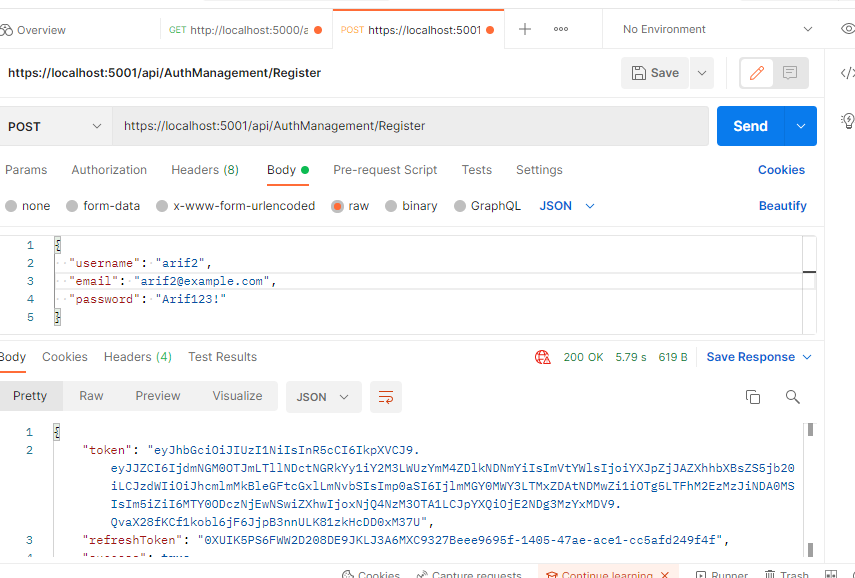 Overview
GET http://localhost:5000/a
POST https://localhost:5001
No Environment
https://localhost:5001/api/AuthManagement/Register
Save
POST
https://localhost:5001/api/AuthManagement/Register
Send
Params Authorization Headers (8) Body Pre-request Script Tests Settings Cookies
none form-data x-www-form-urlencoded raw binary GraphQL JSON Beautify
1 {
2 "username": "arif2",
3 "email": "arif2@example.com",
4 "password": "Arif123!"
5 }
Body Cookies Headers (4) Test Results
200 OK 5.79 s 619 B Save Response
Pretty Raw Preview Visualize JSON
1 {
2 "token": "eyJhbGciOiJIUzI1NiIsInR5cCI6IkpXVCJ9.
eyJJZCI6IjdmNGM0OTJmLTllNDctNGRkYy1iY2M3LWUzYmM4ZDlkNDNmYiIsImVtYWlsIjoiYXJpZjJAZXhhbXBsZS5jb20
iLCJzdWIiOiJhcmlmMkBleGFtcGxlLmNvbSIsImp0aSI6IjlmMGY0MWY3LTMxZDAtNDMwZi1iOTg5LTFhM2EzMzJiNDA0MS
IsIm5iZiI6MTY0ODczNjEwNSwiZXhwIjoxNjQ4NzM3OTA1LCJpYXQiOjE2NDg3MzYxMDV9.
QvaX28fKCf1kobl6jF6JjpB3nnULK81zkHcDD0xM37U",
3 "refreshToken": "0XUIK5PS6FWW2D208DE9JKLJ3A6MXC9327Beee9695f-1405-47ae-ace1-cc5afd249f4f",
Cookies Capture requests Continue learning Runner Trash